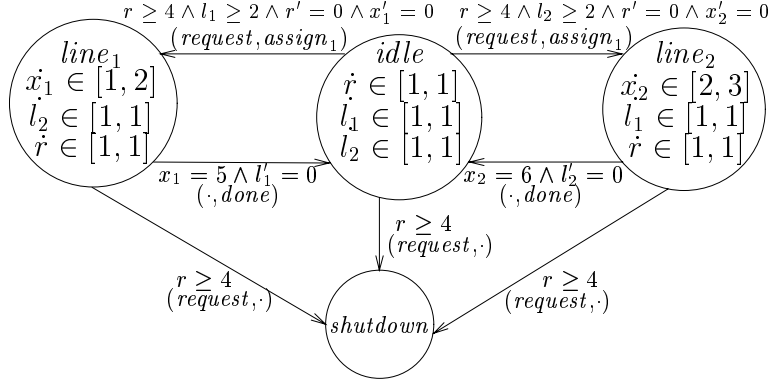 r ≥ 4 ∧ l₁ ≥ 2 ∧ r′ = 0 ∧ x′₁ = 0
r ≥ 4 ∧ l₂ ≥ 2 ∧ r′ = 0 ∧ x′₂ = 0
(request, assign₁)
(request, assign₁)
line₁
ẋ₁ ∈ [1, 2]
l̇₂ ∈ [1, 1]
ṙ ∈ [1, 1]
idle
ṙ ∈ [1, 1]
l̇₁ ∈ [1, 1]
l̇₂ ∈ [1, 1]
line₂
ẋ₂ ∈ [2, 3]
l̇₁ ∈ [1, 1]
ṙ ∈ [1, 1]
x₁ = 5 ∧ l′₁ = 0
(·, done)
x₂ = 6 ∧ l′₂ = 0
(·, done)
r ≥ 4
(request, ·)
r ≥ 4
(request, ·)
r ≥ 4
(request, ·)
shutdown